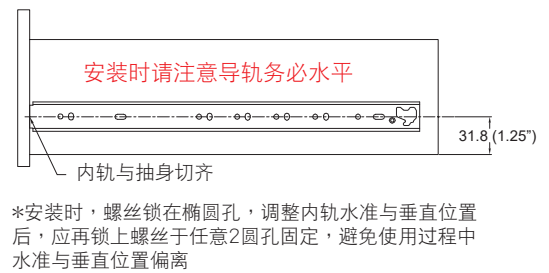 安装时请注意导轨务必水平
31.8 (1.25”)
内轨与抽身切齐
*安装时，螺丝锁在椭圆孔，调整内轨水准与垂直位置
后，应再锁上螺丝于任意2圆孔固定，避免使用过程中
水准与垂直位置偏离